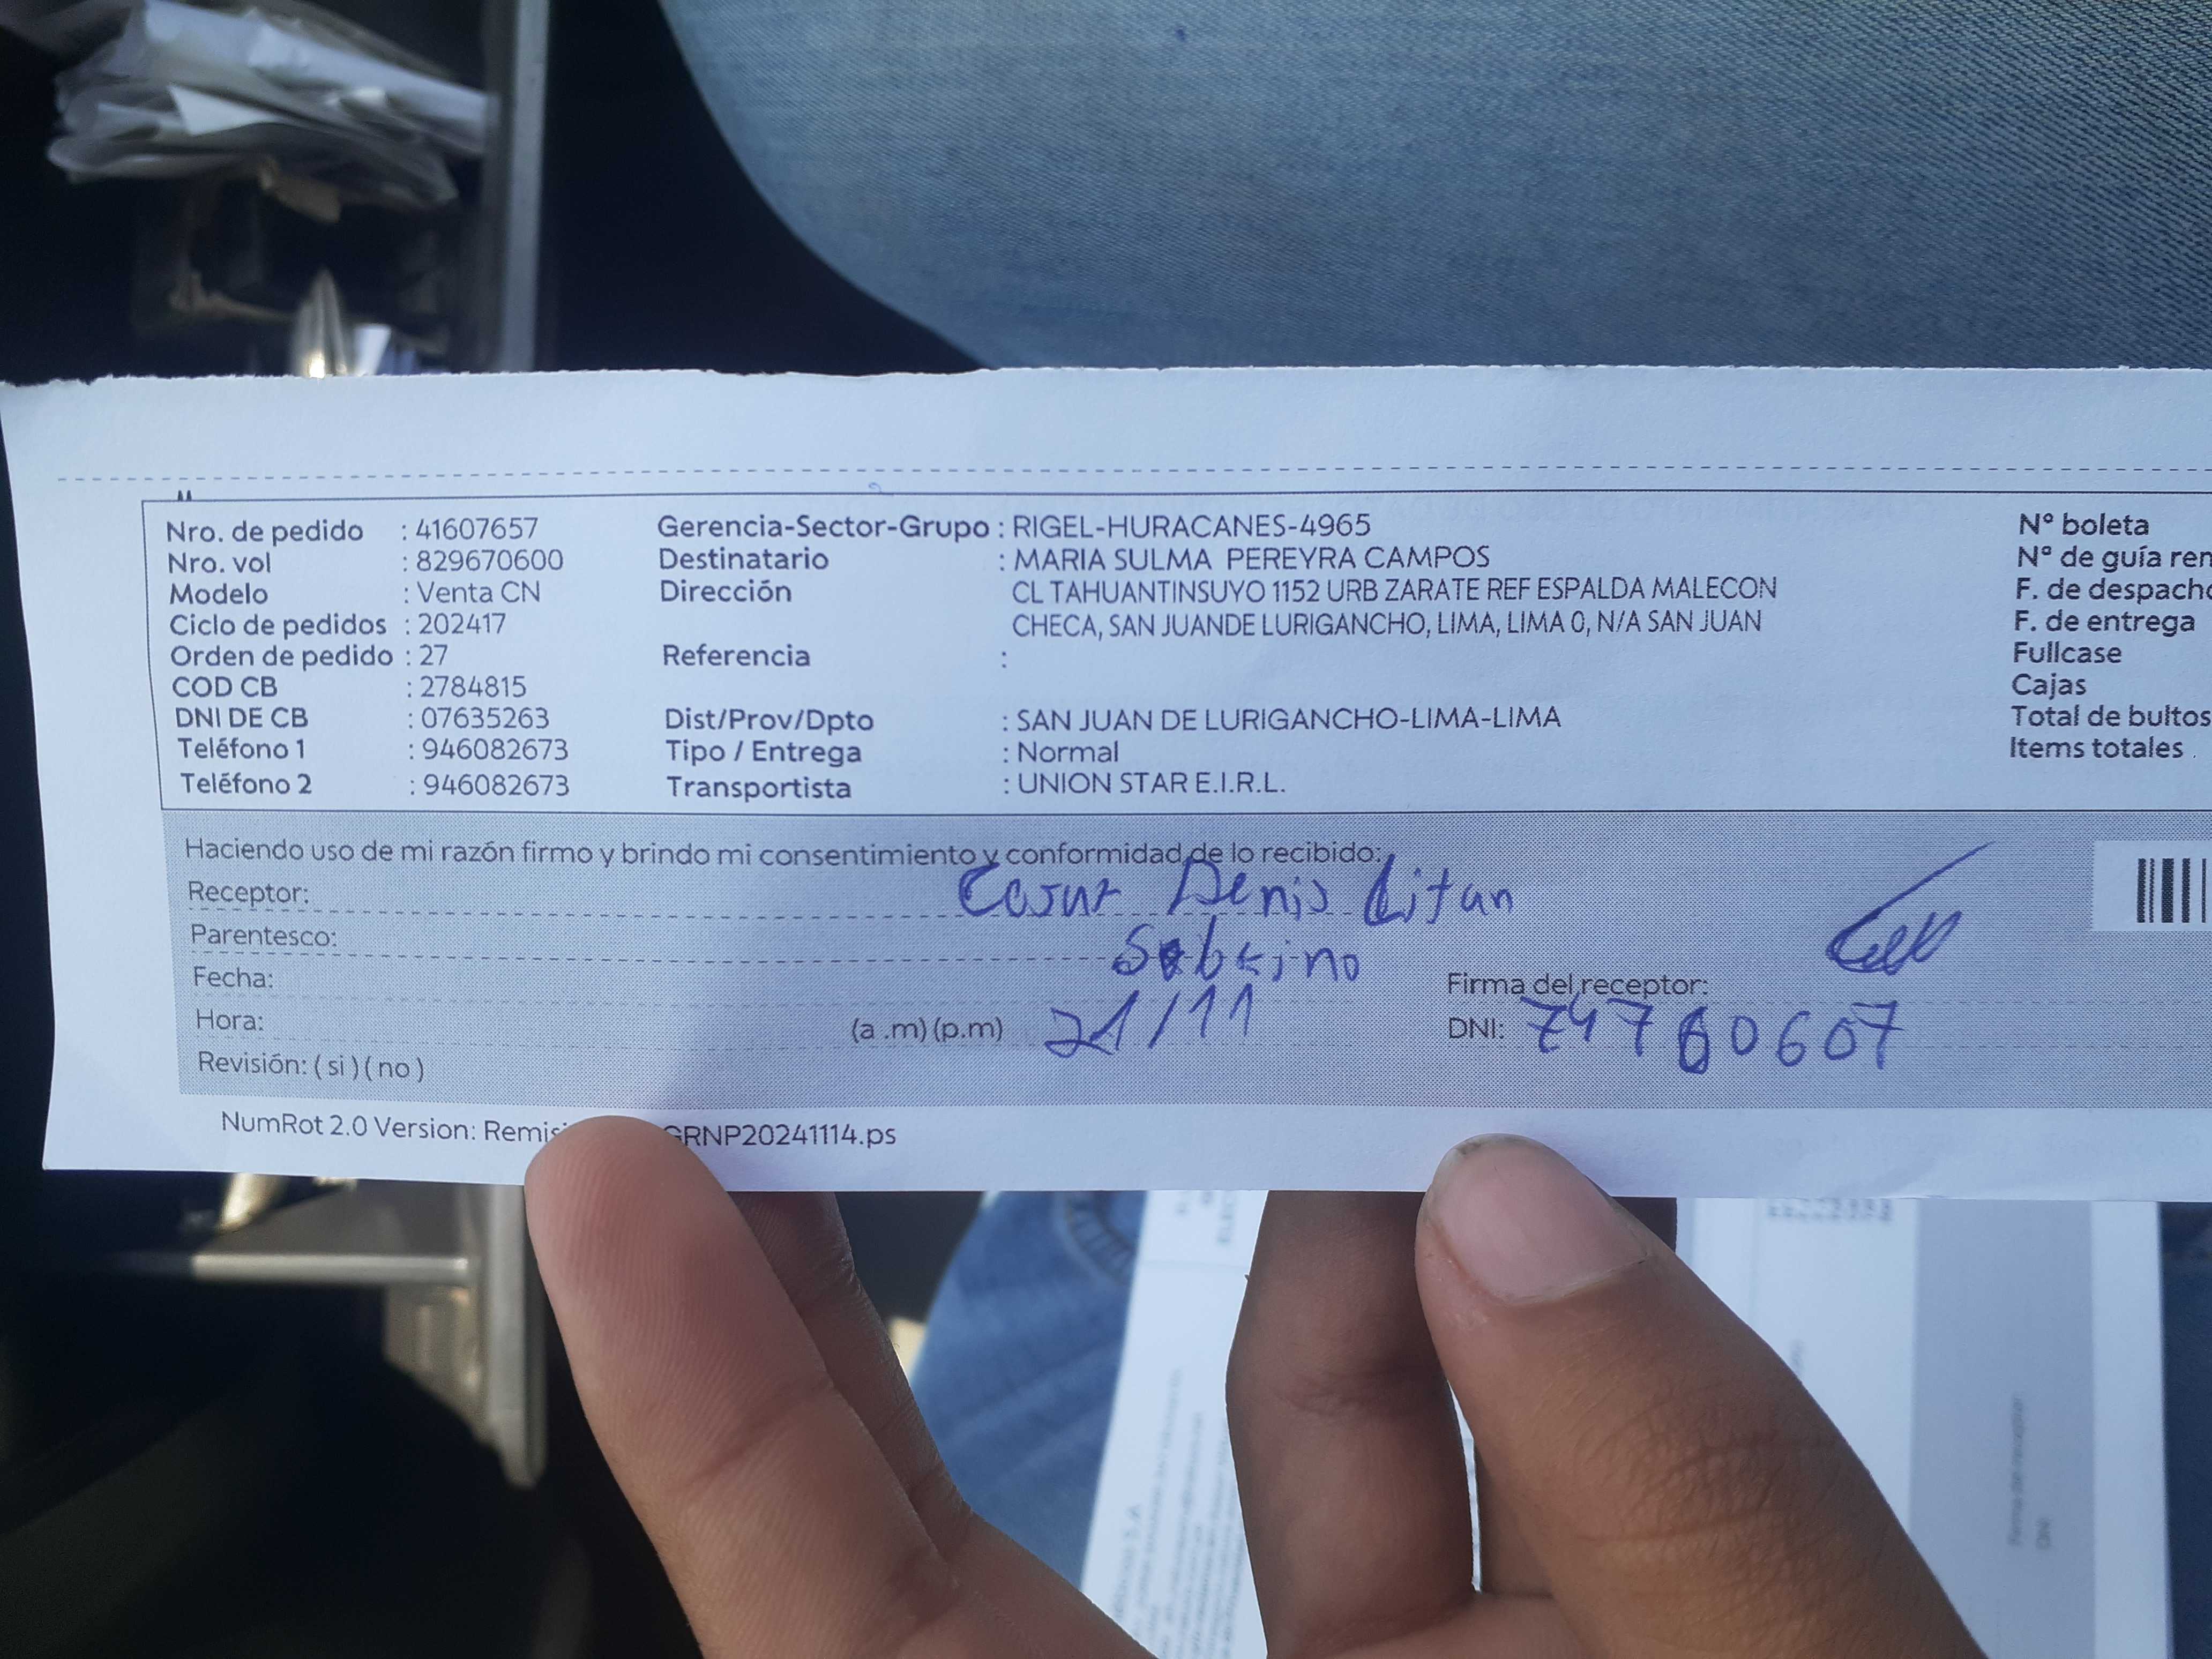 Nro. de pedido : 41607657 Gerencia-Sector-Grupo : RIGEL-HURACANES-4965 N° boleta
Nro. vol : 829670600 Destinatario : MARIA SULMA PEREYRA CAMPOS N° de guía rem
Modelo : Venta CN Dirección CL TAHUANTINSUYO 1152 URB ZARATE REF ESPALDA MALECON F. de despacho
Ciclo de pedidos : 202417 CHECA, SAN JUANDE LURIGANCHO, LIMA, LIMA 0, N/A SAN JUAN F. de entrega
Orden de pedido : 27 Referencia : Fullcase
COD CB : 2784815 Cajas
DNI DE CB : 07635263 Dist/Prov/Dpto : SAN JUAN DE LURIGANCHO-LIMA-LIMA Total de bultos
Teléfono 1 : 946082673 Tipo / Entrega : Normal Items totales
Teléfono 2 : 946082673 Transportista : UNION STAR E.I.R.L.
Haciendo uso de mi razón firmo y brindo mi consentimiento y conformidad de lo recibido:
Receptor: Denis
Parentesco: Sobrino
Fecha: Firma del receptor:
Hora: (a .m) (p.m) 21/11 DNI: 74760607
Revisión: ( si ) ( no )
NumRot 2.0 Version: Remisi GRNP20241114.ps